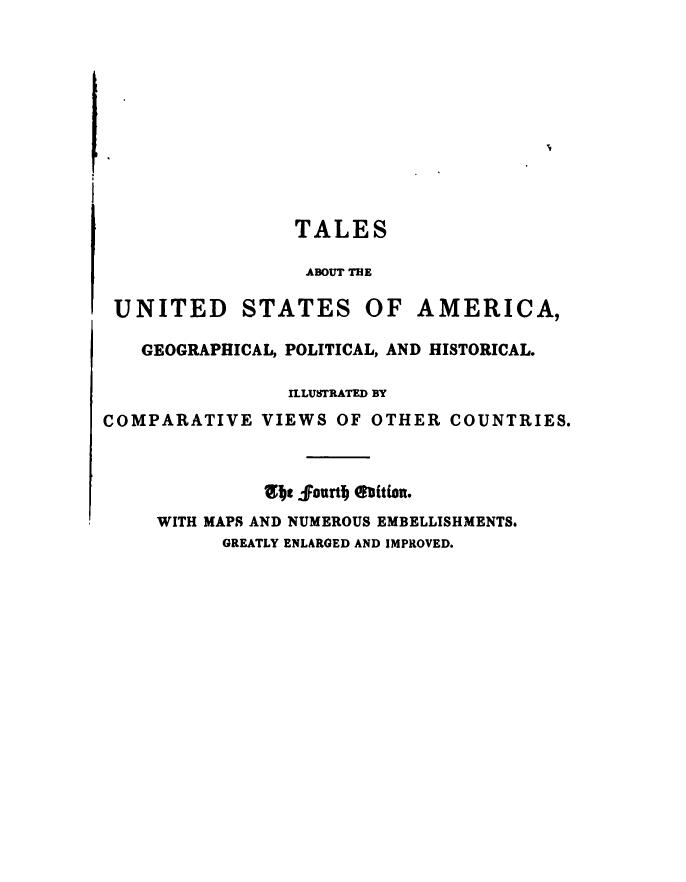 TALES
ABOUT THE
UNITED STATES OF AMERICA,
GEOGRAPHICAL, POLITICAL, AND HISTORICAL.
ILLUSTRATED BY
COMPARATIVE VIEWS OF OTHER COUNTRIES.
The Fourth Edition.
WITH MAPS AND NUMEROUS EMBELLISHMENTS.
GREATLY ENLARGED AND IMPROVED.